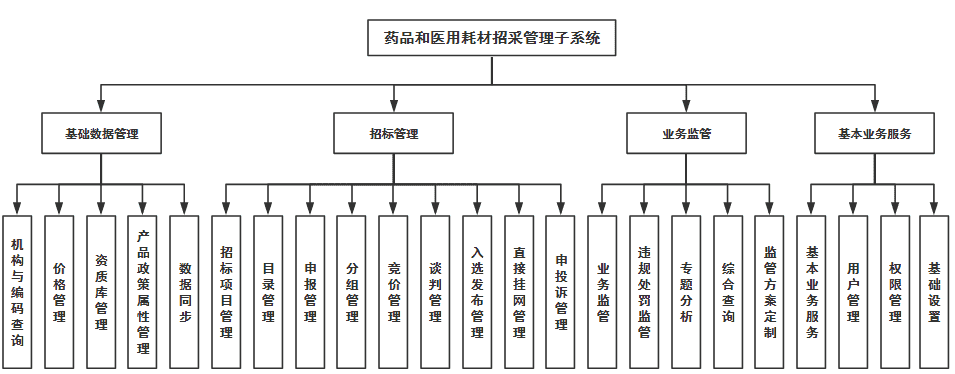 药品和医用耗材招采管理子系统
基础数据管理
招标管理
业务监管
基本业务服务
机构与编码查询
价格管理
资质库管理
产品政策属性管理
数据同步
招标项目管理
目录管理
申报管理
分组管理
竞价管理
谈判管理
入选发布管理
直接挂网管理
申投诉管理
业务监管
违规处罚监管
专题分析
综合查询
监管方案定制
基本业务服务
用户管理
权限管理
基础设置